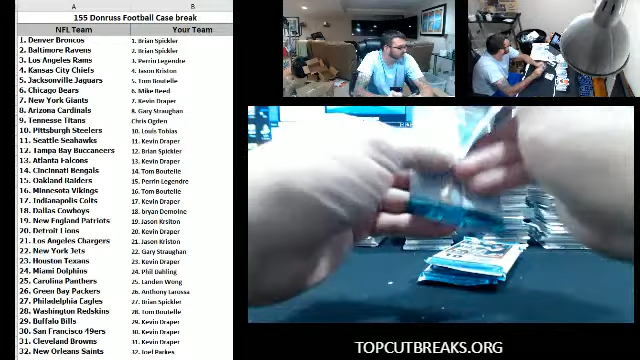 A B
155 Donruss Football Case break
NFL Team Your Team
1. Denver Broncos 1. Brian Spickler
2. Baltimore Ravens 2. Brian Spickler
3. Los Angeles Rams 3. Perrin Legendre
4. Kansas City Chiefs 4. Jason Kriston
5. Jacksonville Jaguars 5. Tom Boutelle
6. Chicago Bears 6. Mike Reed
7. New York Giants 7. Kevin Draper
8. Arizona Cardinals 8. Gary Straughan
9. Tennese Titans Chris Ogden
10. Pittsburgh Steelers 10. Louis Tobias
11. Seattle Seahawks 11. Kevin Draper
12. Tampa Bay Buccaneers 12. Brian Spickler
13. Atlanta Falcons 13. Kevin Draper
14. Cincinnati Bengals 14. Tom Boutelle
15. Oakland Raiders 15. Perrin Legendre
16. Minnesota Vikings 16. Tom Boutelle
17. Indianapolis Colts 17. Kevin Draper
18. Dallas Cowboys 18. bryan Demoine
19. New England Patriots 19. Jason Kriston
20. Detroit Lions 20. Kevin Draper
21. Los Angeles Chargers 21. Jason Kriston
22. New York Jets 22. Gary Straughan
23. Houston Texans 23. Kevin Draper
24. Miami Dolphins 24. Phil Dahling
25. Carolina Panthers 25. Landen Wong
26. Green Bay Packers 26. Anthony Larossa
27. Philadelphia Eagles 27. Brian Spickler
28. Washington Redskins 28. Tom Boutelle
29. Buffalo Bills 29. Kevin Draper
30. San Francisco 49ers 30. Kevin Draper
31. Cleveland Browns 31. Kevin Draper
32. New Orleans Saints 32. Joel Parkes
TOPCUTBREAKS.ORG